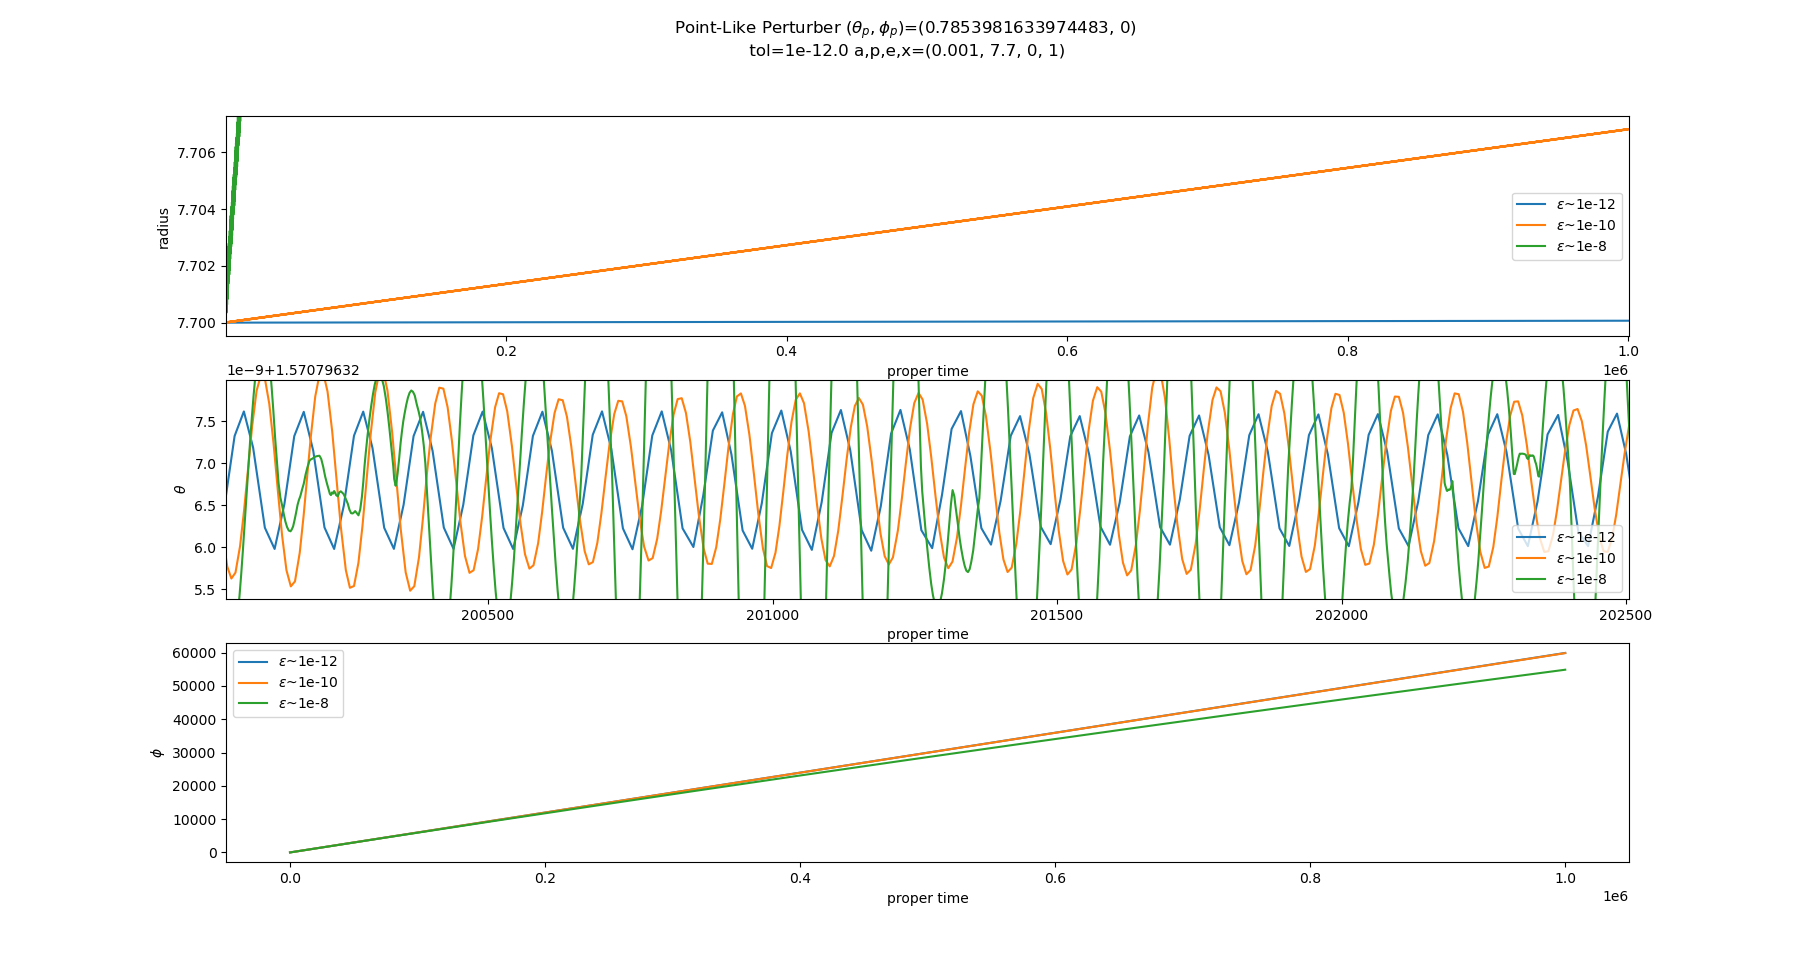 Point-Like Perturber (θₚ, ϕₚ)=(0.7853981633974483, 0)
tol=1e-12.0 a,p,e,x=(0.001, 7.7, 0, 1)
radius
7.706
7.704
7.702
7.700
ε~1e-12
ε~1e-10
ε~1e-8
0.2 0.4 0.6 0.8 1.0
proper time
1e6
1e−9+1.57079632
θ
7.5
7.0
6.5
6.0
5.5
ε~1e-12
ε~1e-10
ε~1e-8
200500 201000 201500 202000 202500
proper time
ϕ
60000
50000
40000
30000
20000
10000
0
ε~1e-12
ε~1e-10
ε~1e-8
0.0 0.2 0.4 0.6 0.8 1.0
proper time
1e6